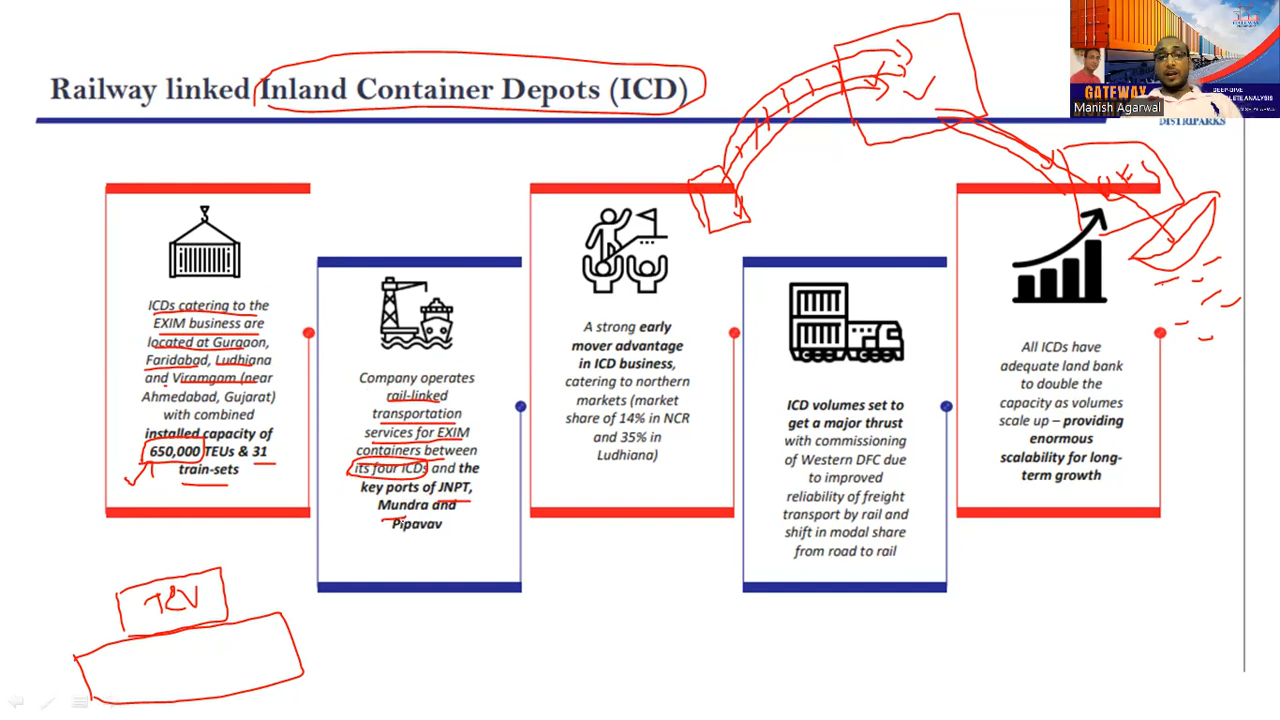 Railway linked Inland Container Depots (ICD)
GATEWAY
DISTRIPARKS
Manish Agarwal
ICDs catering to the
EXIM business are
located at Gurgaon,
Faridabad, Ludhiana
and Viramgam (near
Ahmedabad, Gujarat)
with combined
installed capacity of
650,000 TEUs & 31
train-sets
Company operates
rail-linked
transportation
services for EXIM
containers between
its four ICDs and the
key ports of JNPT,
Mundra and
Pipavav
A strong early
mover advantage
in ICD business,
catering to northern
markets (market
share of 14% in NCR
and 35% in
Ludhiana)
ICD volumes set to
get a major thrust
with commissioning
of Western DFC due
to improved
reliability of freight
transport by rail and
shift in modal share
from road to rail
All ICDs have
adequate land bank
to double the
capacity as volumes
scale up – providing
enormous
scalability for long-
term growth